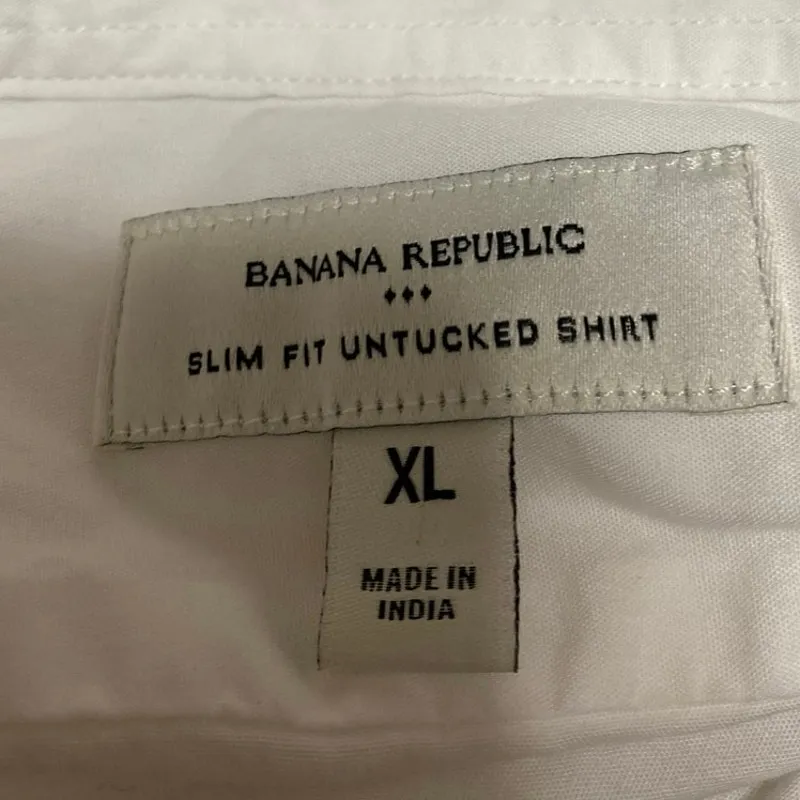 BANANA REPUBLIC
♦♦♦
SLIM FIT UNTUCKED SHIRT
XL
MADE IN
INDIA